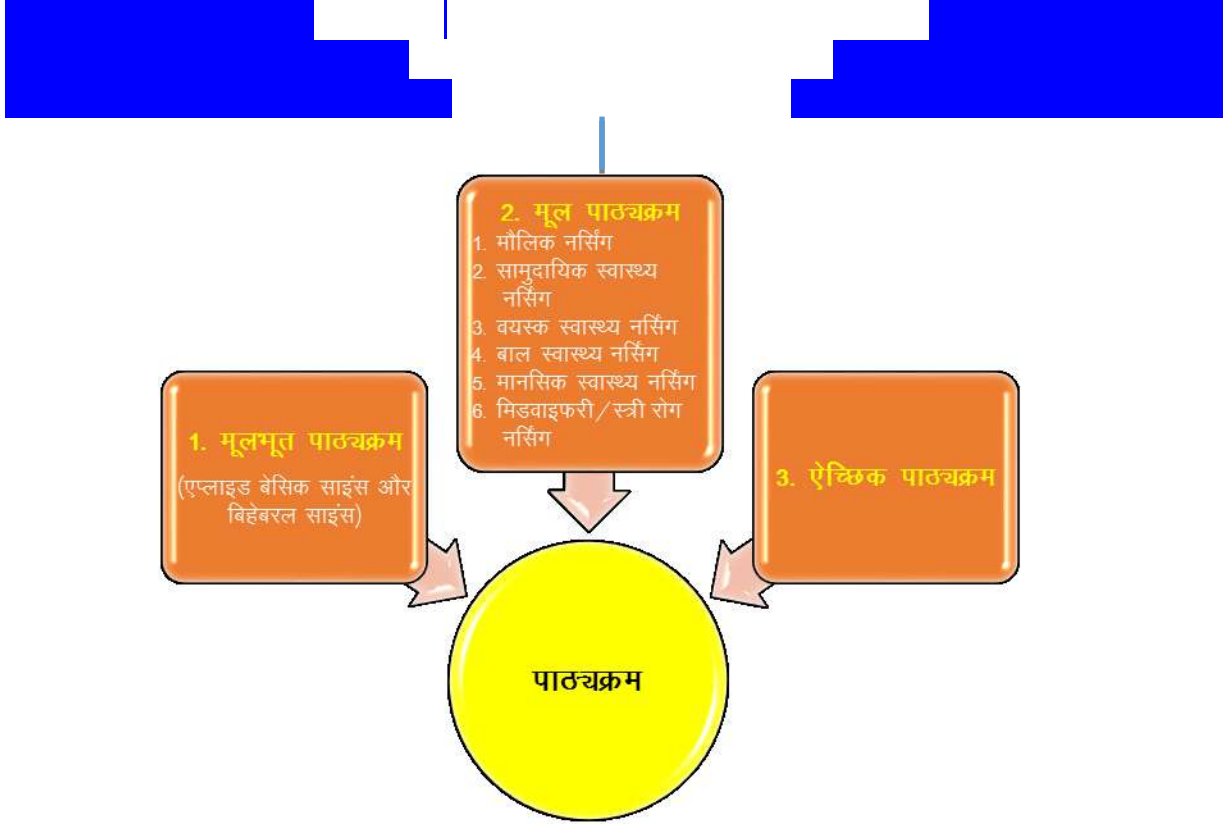 2. मूल पाठ्यक्रम
1. मौलिक नर्सिंग
2. सामुदायिक स्वास्थ्य
नर्सिंग
3. वयस्क स्वास्थ्य नर्सिंग
4. बाल स्वास्थ्य नर्सिंग
5. मानसिक स्वास्थ्य नर्सिंग
6. मिडवाइफरी/स्त्री रोग
नर्सिंग
1. मूलभूत पाठ्यक्रम
(एप्लाइड बेसिक साइंस और
बिहेबरल साइंस)
3. ऐच्छिक पाठ्यक्रम
पाठ्यक्रम